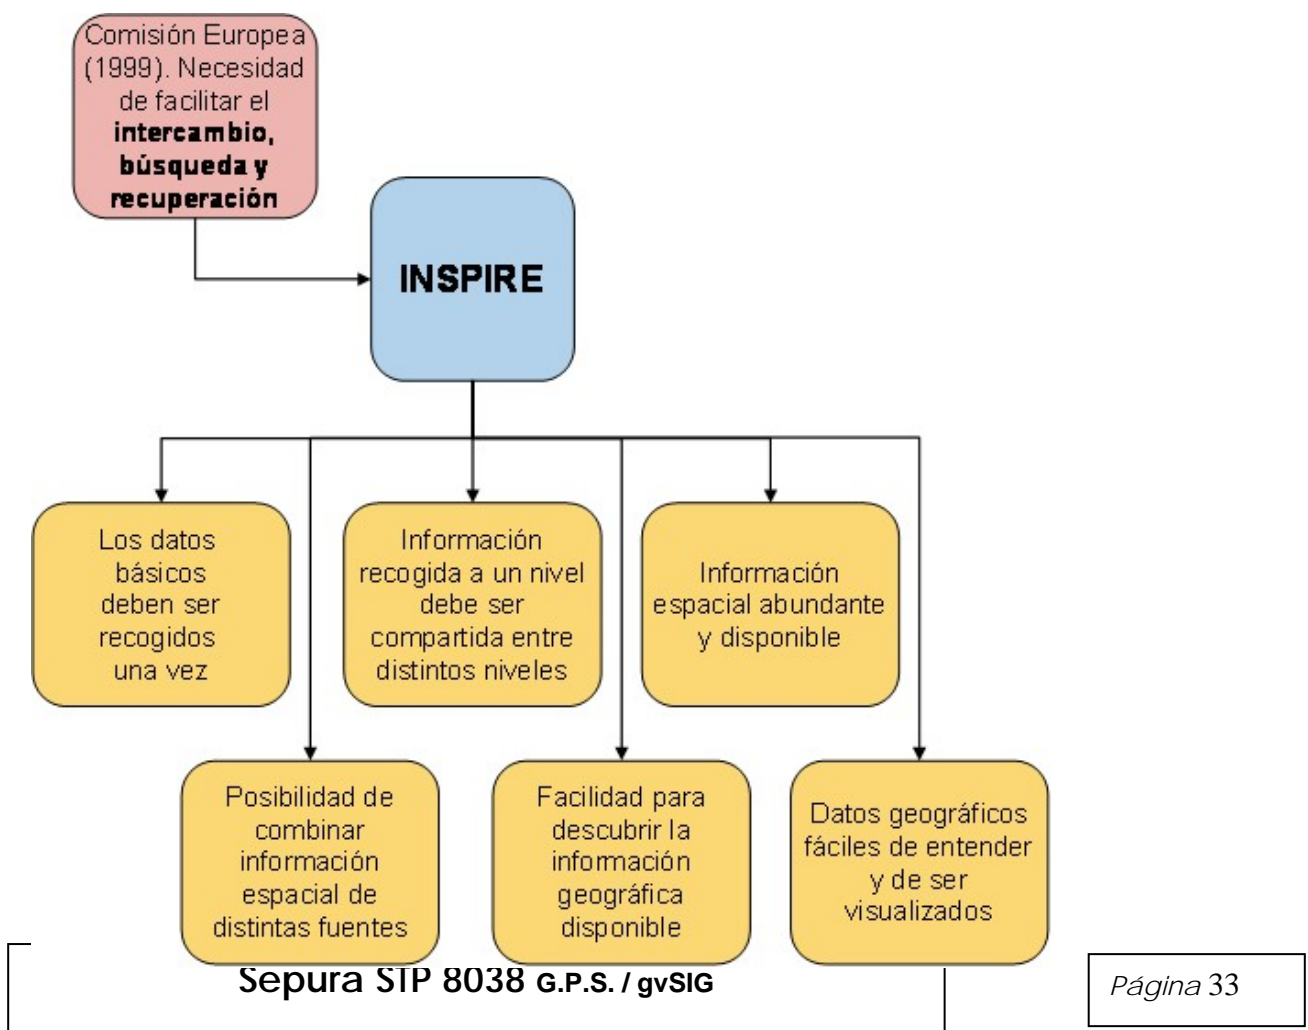 Comisión Europea
(1999). Necesidad
de facilitar el
intercambio,
búsqueda y
recuperación
INSPIRE
Los datos
básicos
deben ser
recogidos
una vez
Información
recogida a un nivel
debe ser
compartida entre
distintos niveles
Información
espacial abundante
y disponible
Posibilidad de
combinar
información
espacial de
distintas fuentes
Facilidad para
descubrir la
información
geográfica
disponible
Datos geográficos
fáciles de entender
y de ser
visualizados
Sepura STP 8038 G.P.S. / gvSIG
Página 33